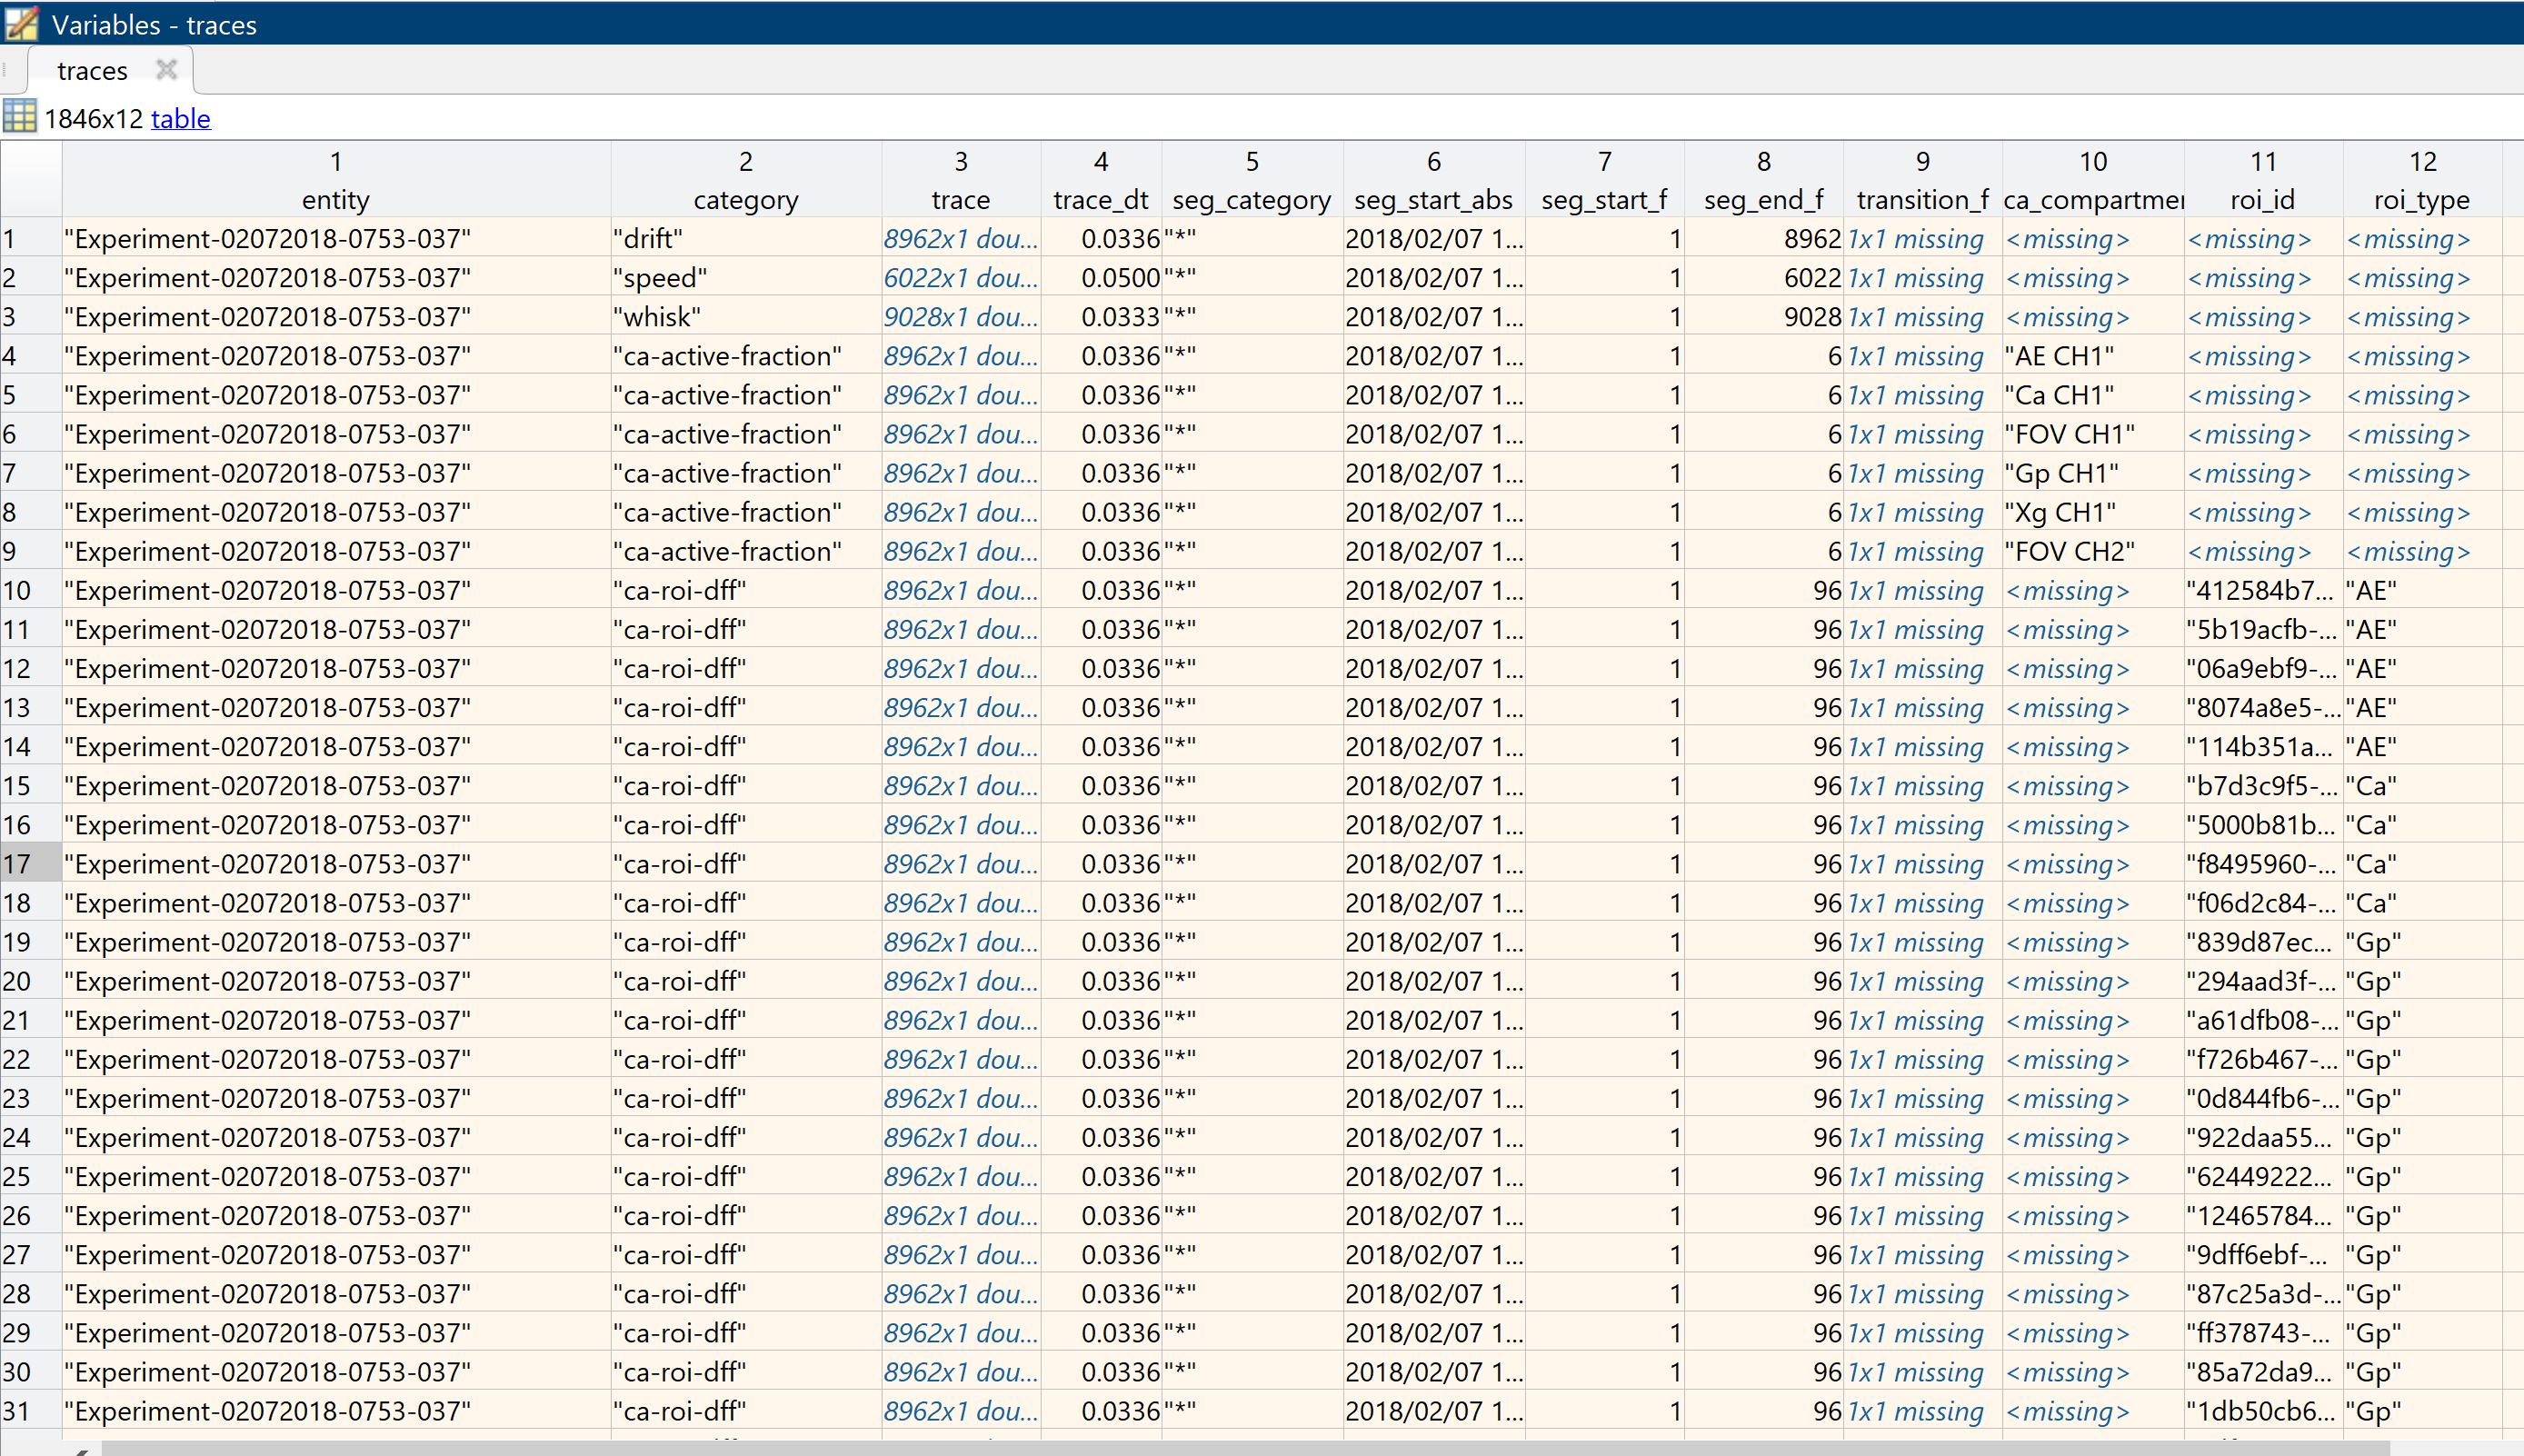 Variables - traces
traces
1846x12 table
1 2 3 4 5 6 7 8 9 10 11 12
entity category trace trace_dt seg_category seg_start_abs seg_start_f seg_end_f transition_f ca_compartmer roi_id roi_type
1 "Experiment-02072018-0753-037" "drift" 8962x1 dou... 0.0336 "*" 2018/02/07 1... 1 8962 1x1 missing <missing> <missing> <missing>
2 "Experiment-02072018-0753-037" "speed" 6022x1 dou... 0.0500 "*" 2018/02/07 1... 1 6022 1x1 missing <missing> <missing> <missing>
3 "Experiment-02072018-0753-037" "whisk" 9028x1 dou... 0.0333 "*" 2018/02/07 1... 1 9028 1x1 missing <missing> <missing> <missing>
4 "Experiment-02072018-0753-037" "ca-active-fraction" 8962x1 dou... 0.0336 "*" 2018/02/07 1... 1 6 1x1 missing "AE CH1" <missing> <missing>
5 "Experiment-02072018-0753-037" "ca-active-fraction" 8962x1 dou... 0.0336 "*" 2018/02/07 1... 1 6 1x1 missing "Ca CH1" <missing> <missing>
6 "Experiment-02072018-0753-037" "ca-active-fraction" 8962x1 dou... 0.0336 "*" 2018/02/07 1... 1 6 1x1 missing "FOV CH1" <missing> <missing>
7 "Experiment-02072018-0753-037" "ca-active-fraction" 8962x1 dou... 0.0336 "*" 2018/02/07 1... 1 6 1x1 missing "Gp CH1" <missing> <missing>
8 "Experiment-02072018-0753-037" "ca-active-fraction" 8962x1 dou... 0.0336 "*" 2018/02/07 1... 1 6 1x1 missing "Xg CH1" <missing> <missing>
9 "Experiment-02072018-0753-037" "ca-active-fraction" 8962x1 dou... 0.0336 "*" 2018/02/07 1... 1 6 1x1 missing "FOV CH2" <missing> <missing>
10 "Experiment-02072018-0753-037" "ca-roi-dff" 8962x1 dou... 0.0336 "*" 2018/02/07 1... 1 96 1x1 missing <missing> "412584b7... "AE"
11 "Experiment-02072018-0753-037" "ca-roi-dff" 8962x1 dou... 0.0336 "*" 2018/02/07 1... 1 96 1x1 missing <missing> "5b19acfb-... "AE"
12 "Experiment-02072018-0753-037" "ca-roi-dff" 8962x1 dou... 0.0336 "*" 2018/02/07 1... 1 96 1x1 missing <missing> "06a9ebf9-... "AE"
13 "Experiment-02072018-0753-037" "ca-roi-dff" 8962x1 dou... 0.0336 "*" 2018/02/07 1... 1 96 1x1 missing <missing> "8074a8e5-... "AE"
14 "Experiment-02072018-0753-037" "ca-roi-dff" 8962x1 dou... 0.0336 "*" 2018/02/07 1... 1 96 1x1 missing <missing> "114b351a... "AE"
15 "Experiment-02072018-0753-037" "ca-roi-dff" 8962x1 dou... 0.0336 "*" 2018/02/07 1... 1 96 1x1 missing <missing> "b7d3c9f5-... "Ca"
16 "Experiment-02072018-0753-037" "ca-roi-dff" 8962x1 dou... 0.0336 "*" 2018/02/07 1... 1 96 1x1 missing <missing> "5000b81b... "Ca"
17 "Experiment-02072018-0753-037" "ca-roi-dff" 8962x1 dou... 0.0336 "*" 2018/02/07 1... 1 96 1x1 missing <missing> "f8495960-... "Ca"
18 "Experiment-02072018-0753-037" "ca-roi-dff" 8962x1 dou... 0.0336 "*" 2018/02/07 1... 1 96 1x1 missing <missing> "f06d2c84-... "Ca"
19 "Experiment-02072018-0753-037" "ca-roi-dff" 8962x1 dou... 0.0336 "*" 2018/02/07 1... 1 96 1x1 missing <missing> "839d87ec... "Gp"
20 "Experiment-02072018-0753-037" "ca-roi-dff" 8962x1 dou... 0.0336 "*" 2018/02/07 1... 1 96 1x1 missing <missing> "294aad3f-... "Gp"
21 "Experiment-02072018-0753-037" "ca-roi-dff" 8962x1 dou... 0.0336 "*" 2018/02/07 1... 1 96 1x1 missing <missing> "a61dfb08-... "Gp"
22 "Experiment-02072018-0753-037" "ca-roi-dff" 8962x1 dou... 0.0336 "*" 2018/02/07 1... 1 96 1x1 missing <missing> "f726b467-... "Gp"
23 "Experiment-02072018-0753-037" "ca-roi-dff" 8962x1 dou... 0.0336 "*" 2018/02/07 1... 1 96 1x1 missing <missing> "0d844fb6-... "Gp"
24 "Experiment-02072018-0753-037" "ca-roi-dff" 8962x1 dou... 0.0336 "*" 2018/02/07 1... 1 96 1x1 missing <missing> "922daa55... "Gp"
25 "Experiment-02072018-0753-037" "ca-roi-dff" 8962x1 dou... 0.0336 "*" 2018/02/07 1... 1 96 1x1 missing <missing> "62449222... "Gp"
26 "Experiment-02072018-0753-037" "ca-roi-dff" 8962x1 dou... 0.0336 "*" 2018/02/07 1... 1 96 1x1 missing <missing> "12465784... "Gp"
27 "Experiment-02072018-0753-037" "ca-roi-dff" 8962x1 dou... 0.0336 "*" 2018/02/07 1... 1 96 1x1 missing <missing> "9dff6ebf-... "Gp"
28 "Experiment-02072018-0753-037" "ca-roi-dff" 8962x1 dou... 0.0336 "*" 2018/02/07 1... 1 96 1x1 missing <missing> "87c25a3d-... "Gp"
29 "Experiment-02072018-0753-037" "ca-roi-dff" 8962x1 dou... 0.0336 "*" 2018/02/07 1... 1 96 1x1 missing <missing> "ff378743-... "Gp"
30 "Experiment-02072018-0753-037" "ca-roi-dff" 8962x1 dou... 0.0336 "*" 2018/02/07 1... 1 96 1x1 missing <missing> "85a72da9... "Gp"
31 "Experiment-02072018-0753-037" "ca-roi-dff" 8962x1 dou... 0.0336 "*" 2018/02/07 1... 1 96 1x1 missing <missing> "1db50cb6... "Gp"